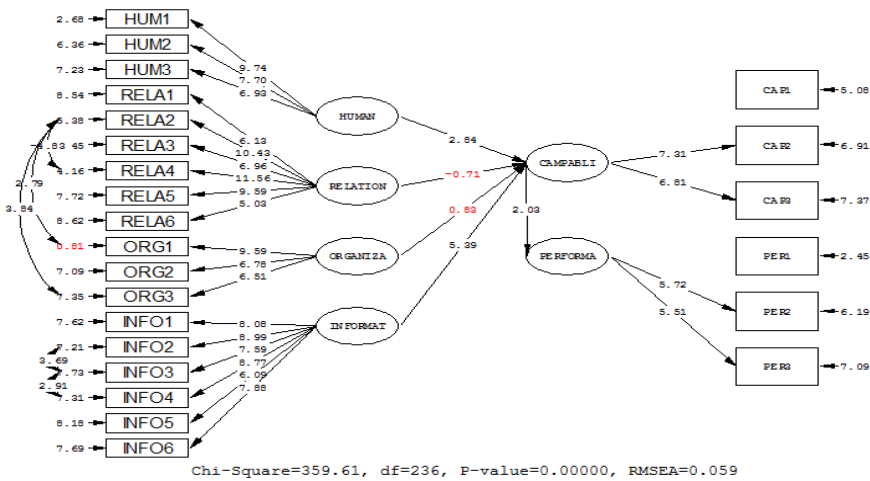 2.68 HUM1
6.36 HUM2
7.23 HUM3
8.54 RELA1
5.38 RELA2
RELA3
4.16 RELA4
7.72 RELA5
8.62 RELA6
0.81 ORG1
7.09 ORG2
7.35 ORG3
7.62 INFO1
7.21 INFO2
7.73 INFO3
7.31 INFO4
8.18 INFO5
7.69 INFO6
2.79
3.84
3.69
2.91
9.74
7.70
6.93
6.13
10.43
6.96
11.56
9.59
5.03
9.59
6.78
6.51
8.08
8.99
7.59
8.77
6.09
7.88
HUMAN
RELATION
ORGANIZA
INFORMAT
2.84
-0.71
0.83
5.39
CAMPABLI
2.03
PERFORMA
7.31
6.81
5.72
5.51
CAP1 5.08
CAP2 6.91
CAP3 7.37
PER1 2.45
PER2 6.19
PER3 7.09
Chi-Square=359.61, df=236, P-value=0.00000, RMSEA=0.059